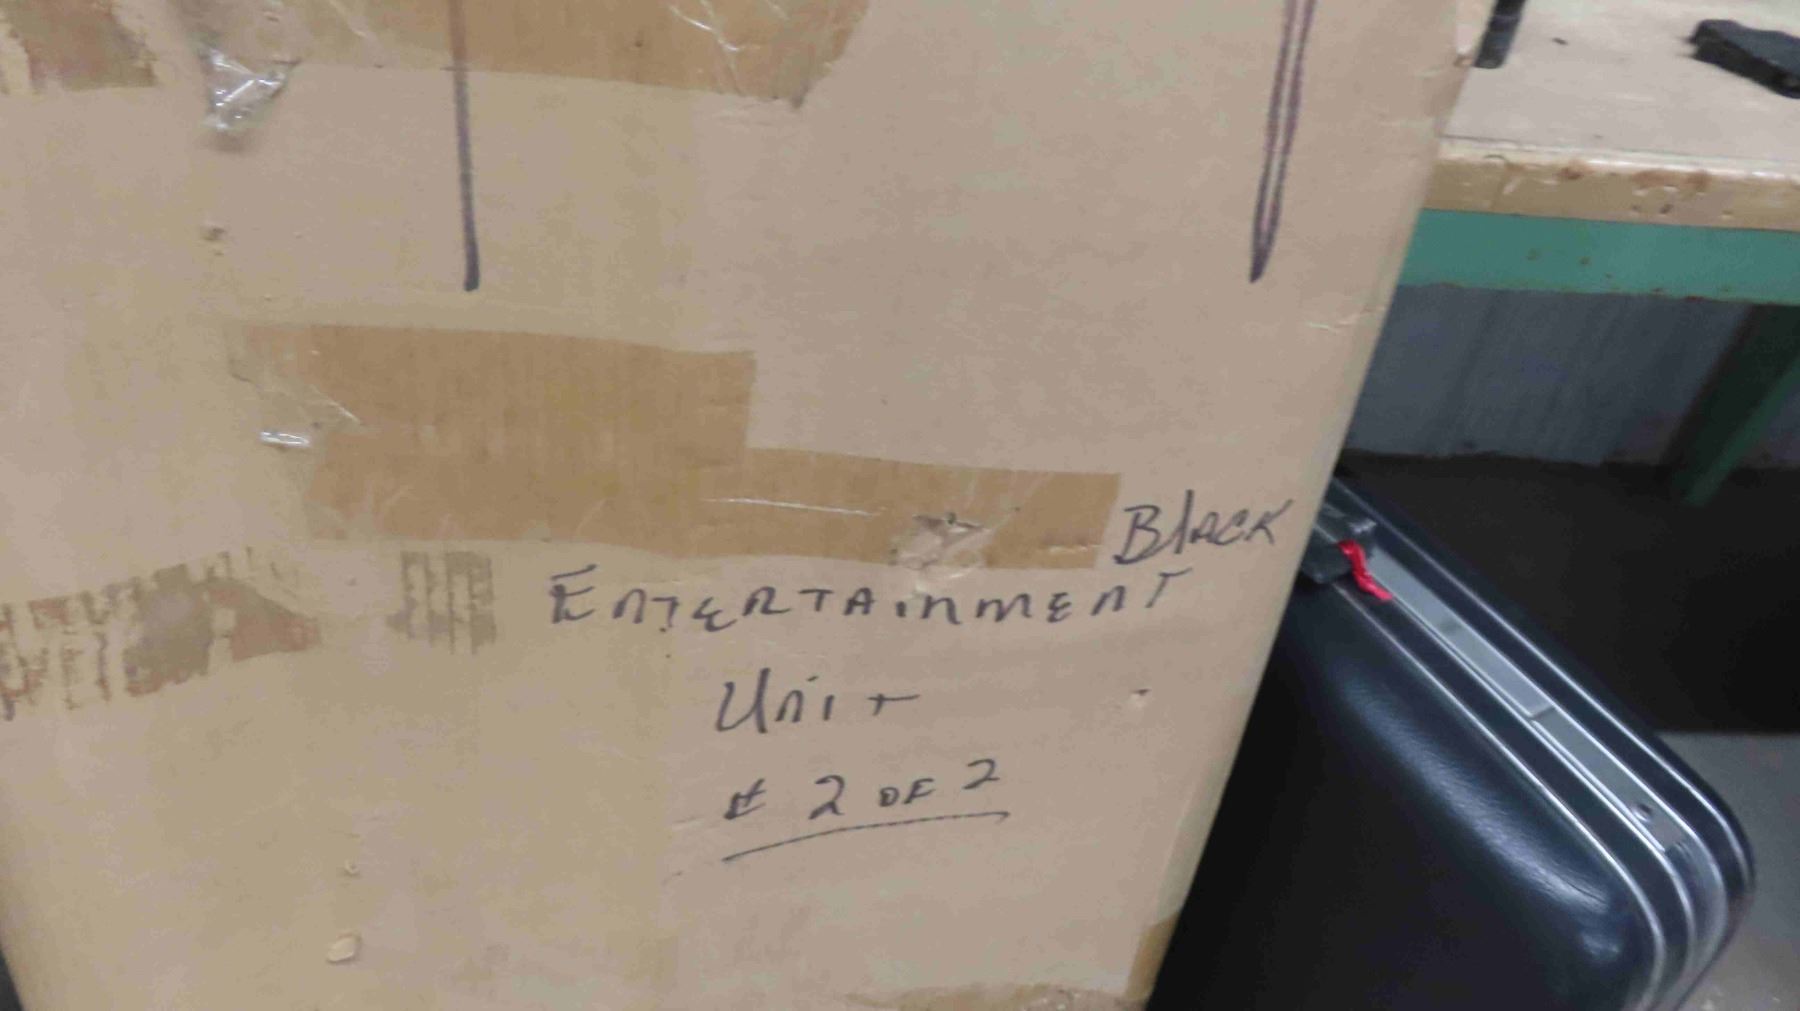 Black
ENTERTAINMENT
Unit
# 2 OF 2